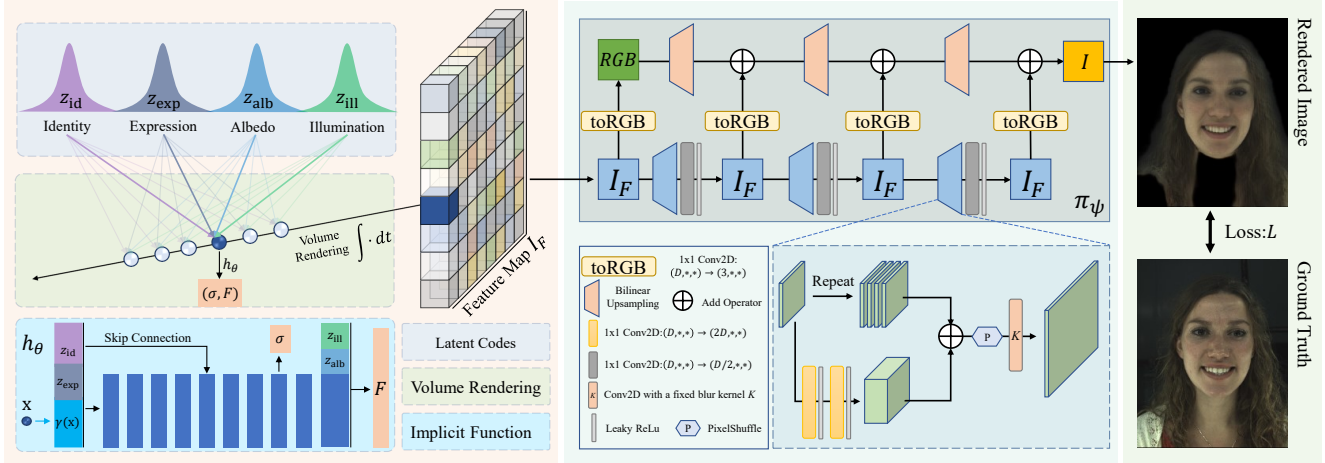 z_id
z_exp
z_alb
z_ill
Identity
Expression
Albedo
Illumination
Volume
Rendering ∫ · dt
h_θ
(σ, F)
Feature Map I_F
h_θ
z_id
z_exp
x
γ(x)
Skip Connection
σ
z_ill
z_alb
F
Latent Codes
Volume Rendering
Implicit Function
RGB
I
toRGB
toRGB
toRGB
toRGB
I_F
I_F
I_F
I_F
π_ψ
toRGB
1x1 Conv2D:
(D,*,*) → (3,*,*)
Bilinear
Upsampling
Add Operator
1x1 Conv2D:(D,*,*) → (2D,*,*)
1x1 Conv2D:(D,*,*) → (D/2,*,*)
K
Conv2D with a fixed blur kernel K
Leaky ReLu
P
PixelShuffle
Repeat
P
K
Rendered Image
Loss:L
Ground Truth